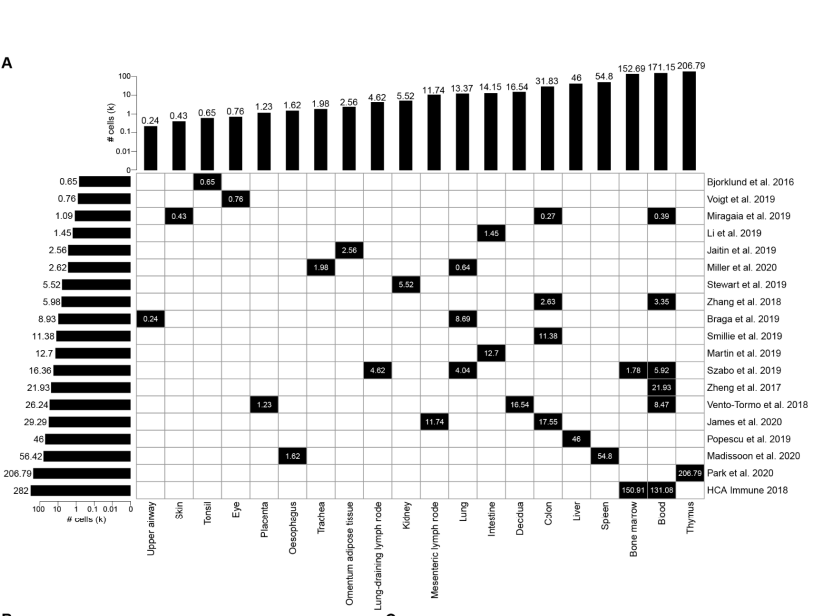 A
# cells (k)
100
10
1
0.1
0.01
0
0.24 0.43 0.65 0.76 1.23 1.62 1.98 2.56 4.62 5.52 11.74 13.37 14.15 16.54 31.83 46 54.8 152.69 171.15 206.79
0.65 0.65 Bjorklund et al. 2016
0.76 0.76 Voigt et al. 2019
1.09 0.43 0.27 0.39 Miragaia et al. 2019
1.45 1.45 Li et al. 2019
2.56 2.56 Jaitin et al. 2019
2.62 1.98 0.64 Miller et al. 2020
5.52 5.52 Stewart et al. 2019
5.98 2.63 3.35 Zhang et al. 2018
8.93 0.24 8.69 Braga et al. 2019
11.38 11.38 Smillie et al. 2019
12.7 12.7 Martin et al. 2019
16.36 4.62 4.04 1.78 5.92 Szabo et al. 2019
21.93 21.93 Zheng et al. 2017
26.24 1.23 16.54 8.47 Vento-Tormo et al. 2018
29.29 11.74 17.55 James et al. 2020
46 46 Popescu et al. 2019
56.42 1.62 54.8 Madissoon et al. 2020
206.79 206.79 Park et al. 2020
282 150.91 131.08 HCA Immune 2018
100 10 1 0.1 0.01 0
# cells (k)
Upper airway
Skin
Tonsil
Eye
Placenta
Oesophagus
Trachea
Omentum adipose tissue
Lung-draining lymph node
Kidney
Mesenteric lymph node
Lung
Intestine
Decdua
Colon
Liver
Speen
Bone marrow
Bood
Thymus